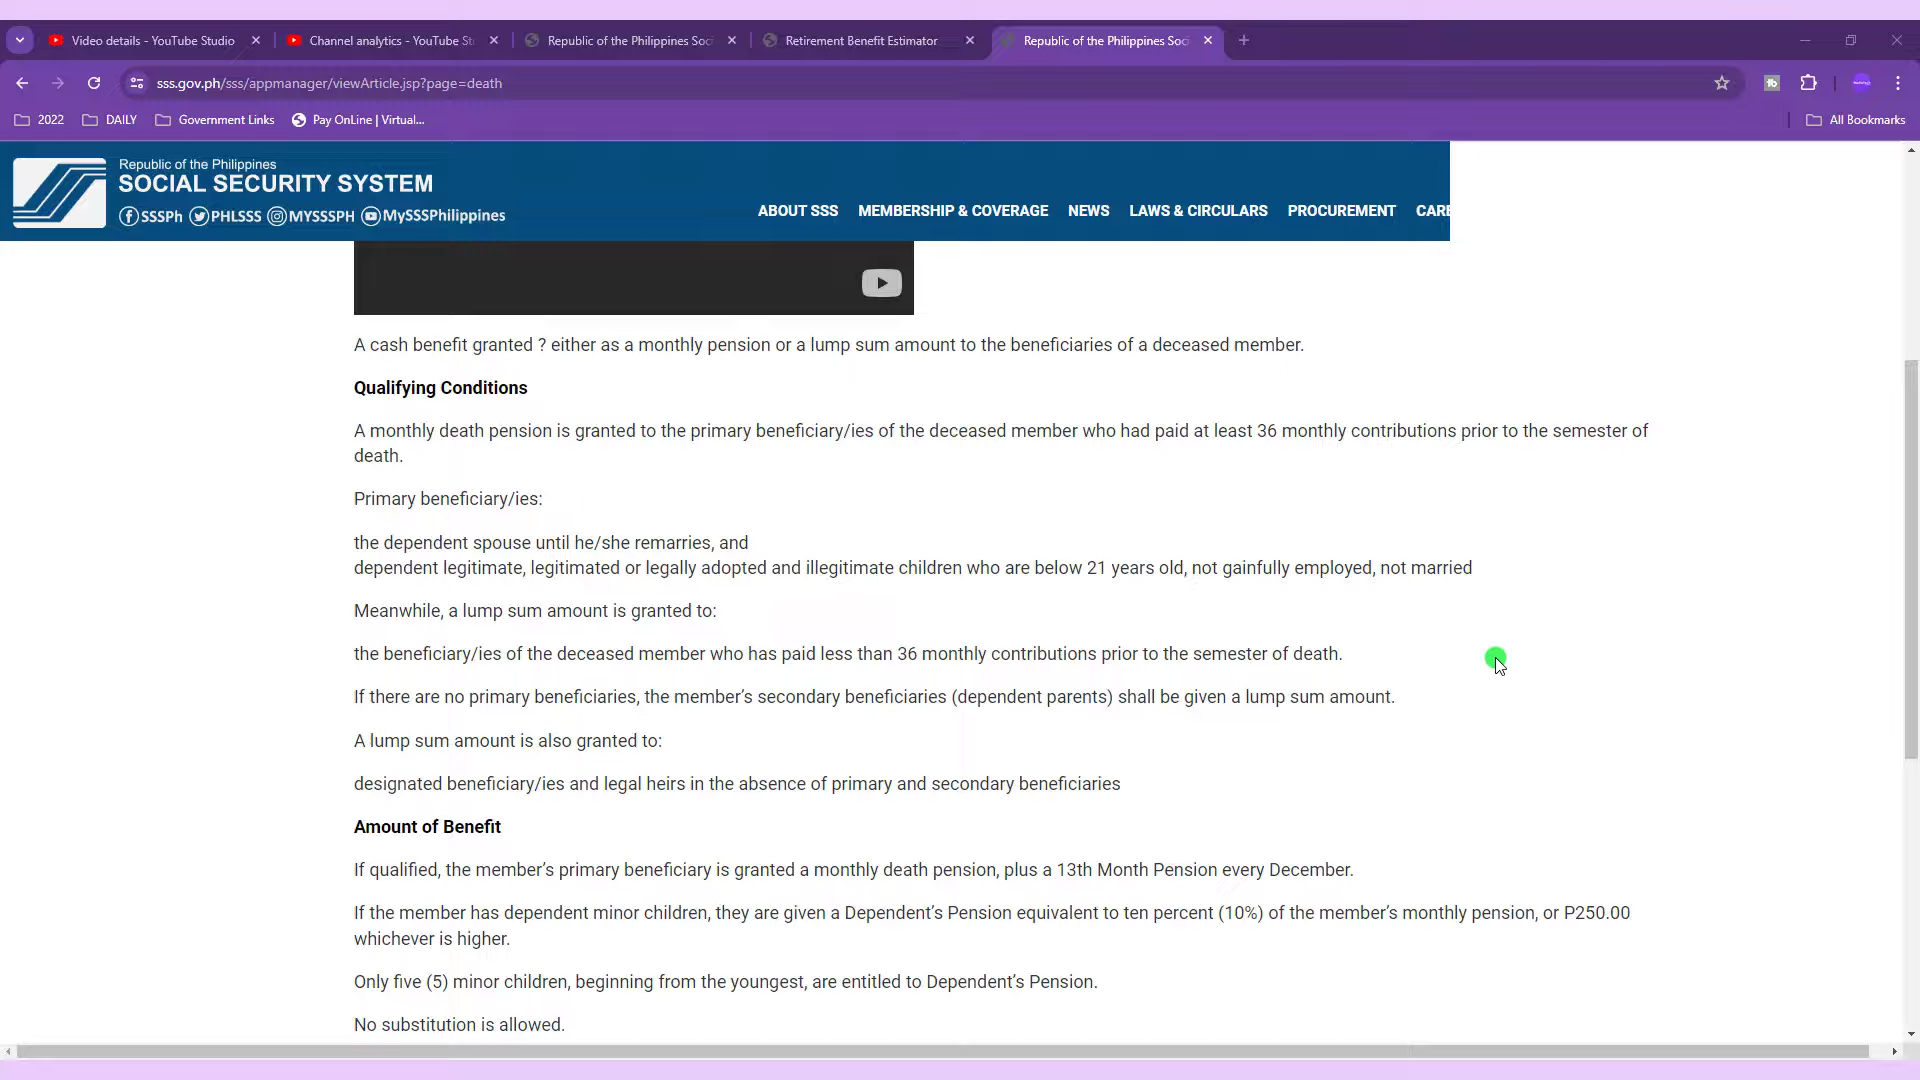 Video details - YouTube Studio
Channel analytics - YouTube St
Republic of the Philippines Soc
Retirement Benefit Estimator
Republic of the Philippines Soc
sss.gov.ph/sss/appmanager/viewArticle.jsp?page=death
2022
DAILY
Government Links
Pay OnLine | Virtual...
All Bookmarks
Republic of the Philippines
SOCIAL SECURITY SYSTEM
SSSPh PHLSSS MYSSSPH MySSSPhilippines
ABOUT SSS MEMBERSHIP & COVERAGE NEWS LAWS & CIRCULARS PROCUREMENT CARE
A cash benefit granted ? either as a monthly pension or a lump sum amount to the beneficiaries of a deceased member.
Qualifying Conditions
A monthly death pension is granted to the primary beneficiary/ies of the deceased member who had paid at least 36 monthly contributions prior to the semester of
death.
Primary beneficiary/ies:
the dependent spouse until he/she remarries, and
dependent legitimate, legitimated or legally adopted and illegitimate children who are below 21 years old, not gainfully employed, not married
Meanwhile, a lump sum amount is granted to:
the beneficiary/ies of the deceased member who has paid less than 36 monthly contributions prior to the semester of death.
If there are no primary beneficiaries, the member’s secondary beneficiaries (dependent parents) shall be given a lump sum amount.
A lump sum amount is also granted to:
designated beneficiary/ies and legal heirs in the absence of primary and secondary beneficiaries
Amount of Benefit
If qualified, the member’s primary beneficiary is granted a monthly death pension, plus a 13th Month Pension every December.
If the member has dependent minor children, they are given a Dependent’s Pension equivalent to ten percent (10%) of the member’s monthly pension, or P250.00
whichever is higher.
Only five (5) minor children, beginning from the youngest, are entitled to Dependent’s Pension.
No substitution is allowed.